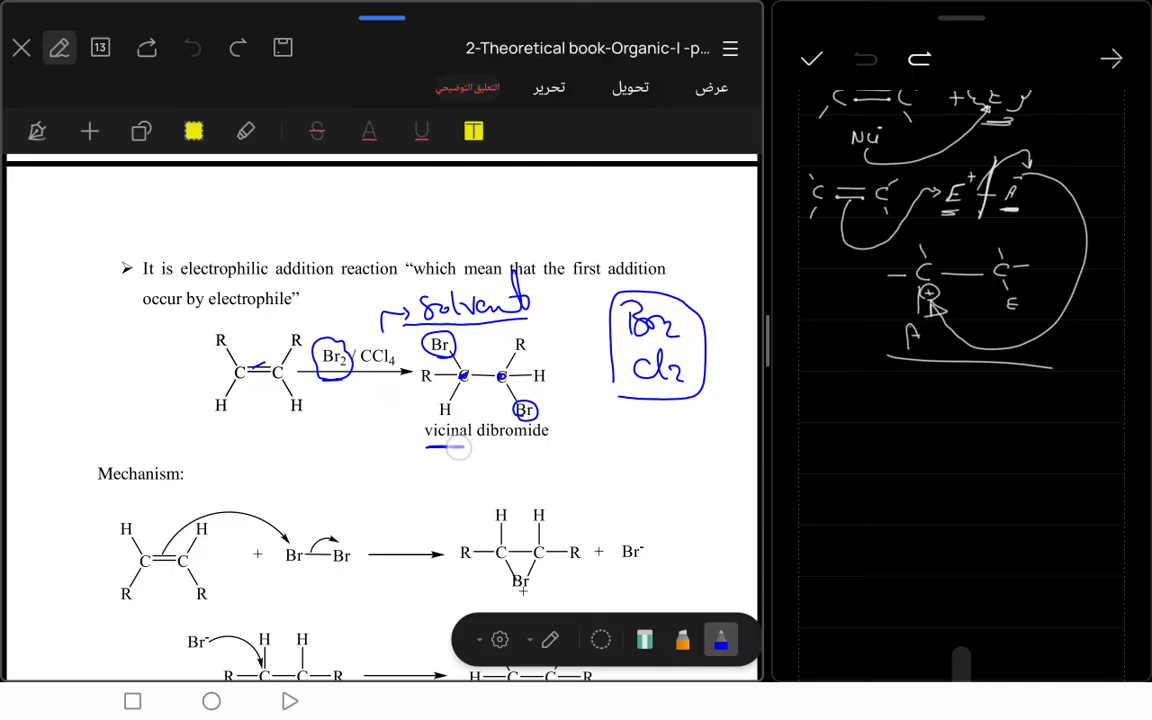 2-Theoretical book-Organic-I -p...
13
عرض
تحويل
تحرير
التعليق التوضيحي
A U T
➢ It is electrophilic addition reaction “which mean that the first addition
occur by electrophile”
solvent
Br2
Cl2
R R Br R
C=C Br2 / CCl4 R C C H
H H H Br
vicinal dibromide
Mechanism:
H H H H
C=C + Br—Br R—C—C—R + Br-
R R Br
+
Br- H H
R—C—C—R H—C—C—R
C=C + E
Nu
C=C E+ A-
C—C
+ E
A